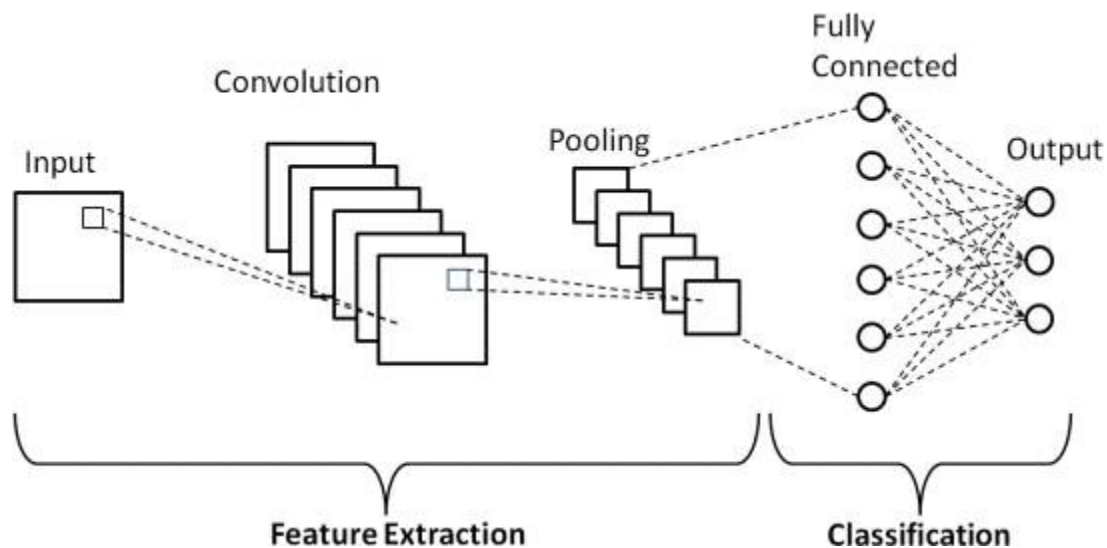 Input
Convolution
Pooling
Fully
Connected
Output
Feature Extraction
Classification